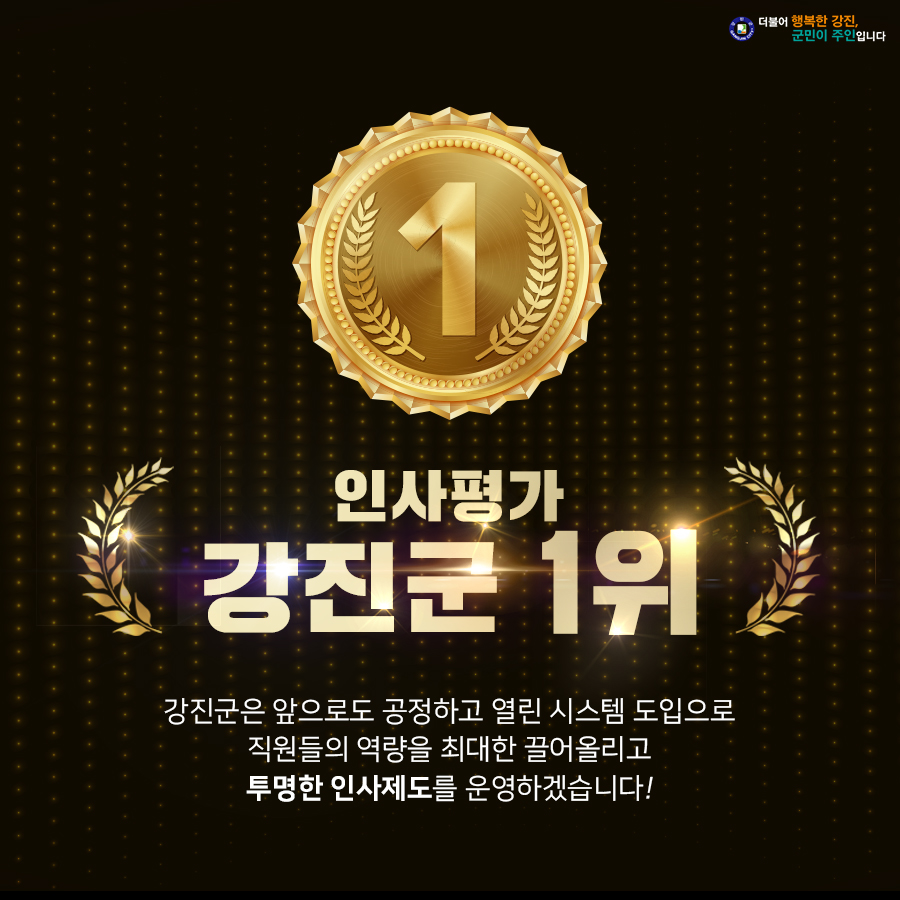 더불어 행복한 강진,
군민이 주인입니다
1
인사평가
강진군 1위
강진군은 앞으로도 공정하고 열린 시스템 도입으로
직원들의 역량을 최대한 끌어올리고
투명한 인사제도를 운영하겠습니다!